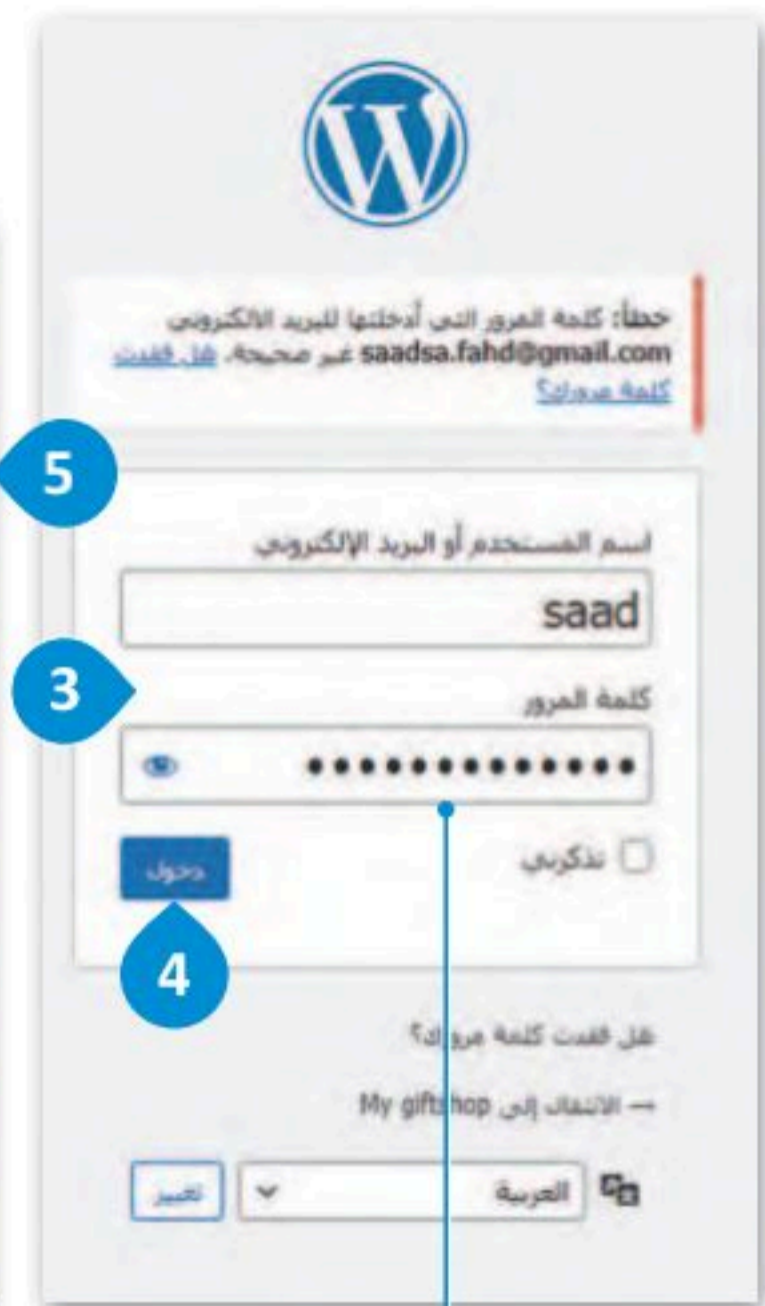 خطأ: كلمة المرور التي أدخلتها للبريد الالكتروني
saadsa.fahd@gmail.com غير صحيحة. هل فقدت
كلمة مرورك؟
5
اسم المستخدم أو البريد الإلكتروني
saad
3
كلمة المرور
•••••••••••••
تذكرني
دخول
4
هل فقدت كلمة مرورك؟
→ الانتقال إلى My giftshop
العربية
تغيير